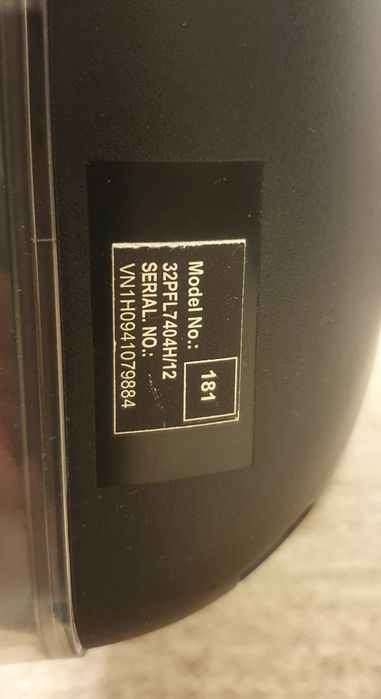 Model No.: 181
32PFL7404H/12
SERIAL. NO.:
VN1H0941079884